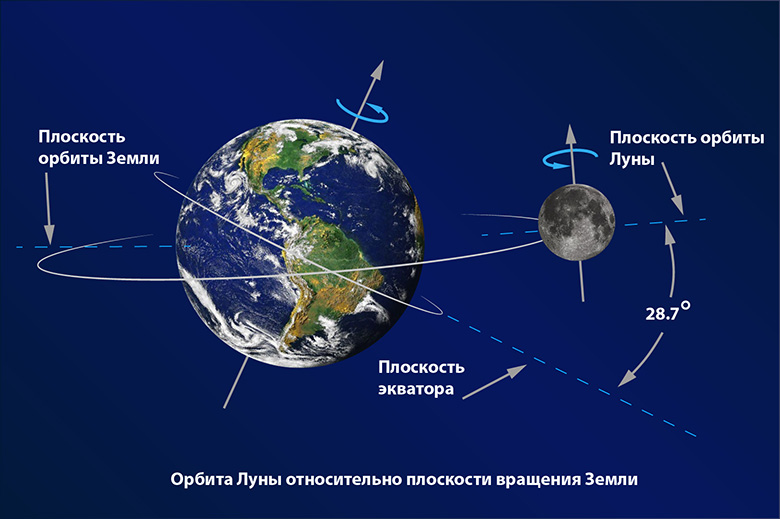 Плоскость
орбиты Земли
Плоскость орбиты
Луны
28.7°
Плоскость
экватора
Орбита Луны относительно плоскости вращения Земли